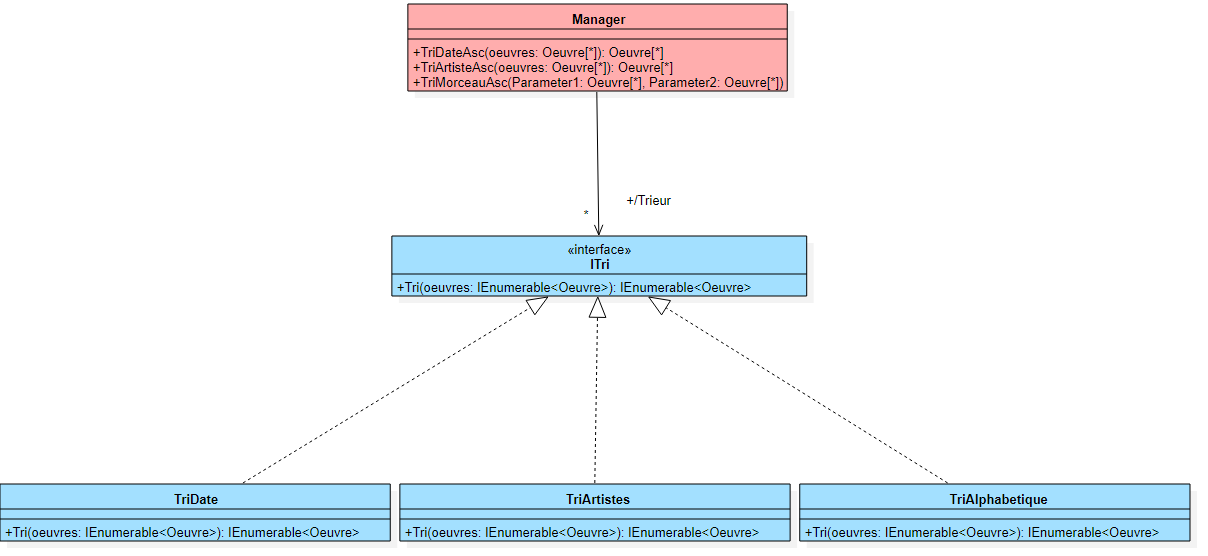 Manager
+TriDateAsc(oeuvres: Oeuvre[*]): Oeuvre[*]
+TriArtisteAsc(oeuvres: Oeuvre[*]): Oeuvre[*]
+TriMorceauAsc(Parameter1: Oeuvre[*], Parameter2: Oeuvre[*])
+/Trieur
*
«interface»
ITri
+Tri(oeuvres: IEnumerable<Oeuvre>): IEnumerable<Oeuvre>
TriDate
+Tri(oeuvres: IEnumerable<Oeuvre>): IEnumerable<Oeuvre>
TriArtistes
+Tri(oeuvres: IEnumerable<Oeuvre>): IEnumerable<Oeuvre>
TriAlphabetique
+Tri(oeuvres: IEnumerable<Oeuvre>): IEnumerable<Oeuvre>